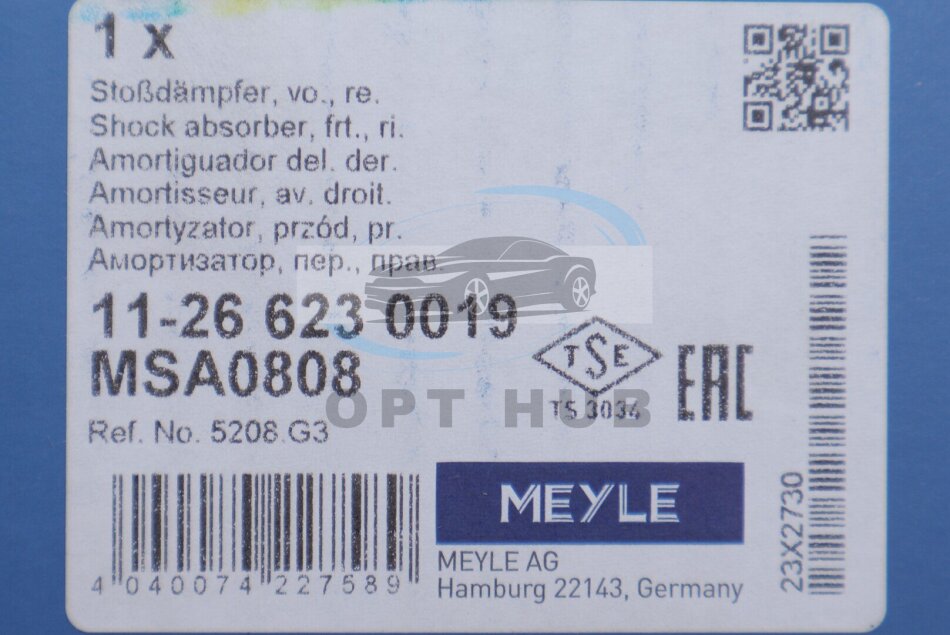 1 x
Stoßdämpfer, vo., re.
Shock absorber, frt., ri.
Amortiguador del. der.
Amortisseur, av. droit.
Amortyzator, przód, pr.
Амортизатор, пер., прав.
11-26 623 0019
MSA0808
Ref. No. 5208.G3
TSE
TS 3034
EAC
OPT HUB
4 040074 227589
MEYLE
MEYLE AG
Hamburg 22143, Germany
23X2730